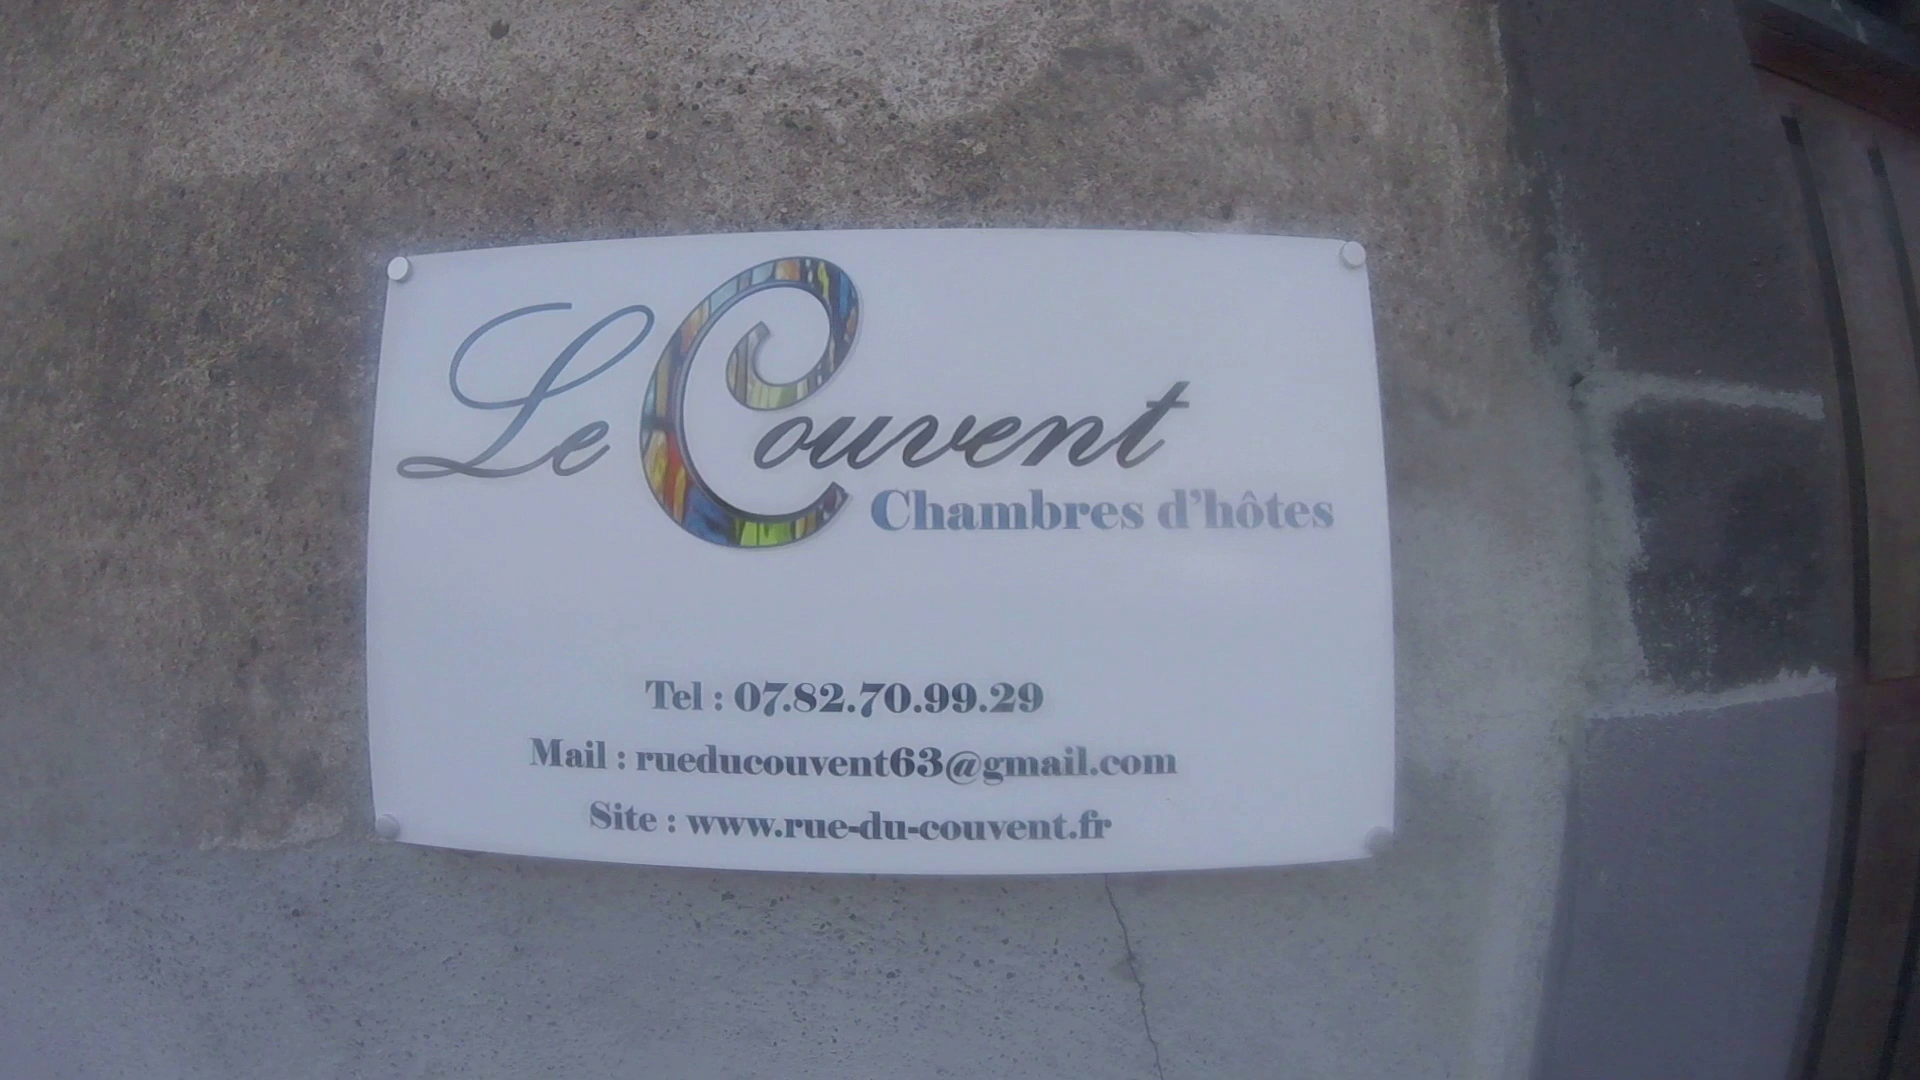 Le Couvent
Chambres d'hôtes
Tel : 07.82.70.99.29
Mail : rueducouvent63@gmail.com
Site : www.rue-du-couvent.fr